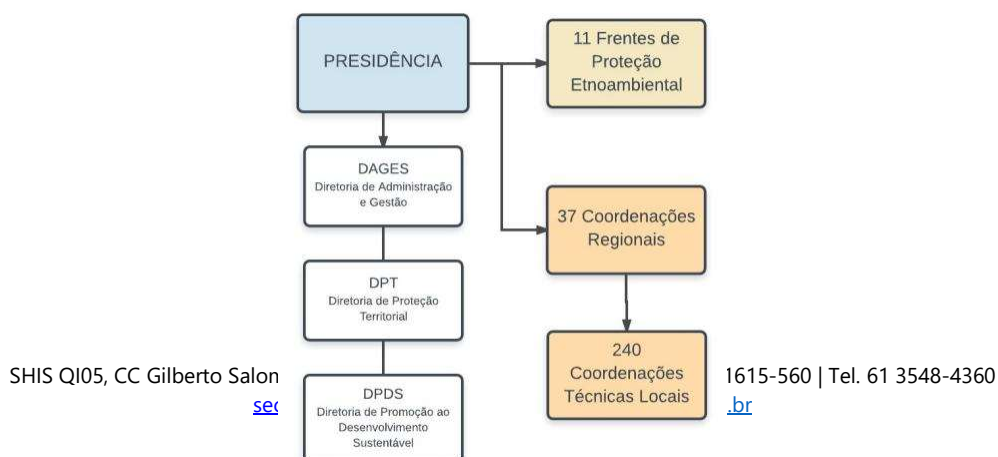 PRESIDÊNCIA
11 Frentes de
Proteção
Etnoambiental
DAGES
Diretoria de Administração
e Gestão
37 Coordenações
Regionais
DPT
Diretoria de Proteção
Territorial
240
Coordenações
Técnicas Locais
DPDS
Diretoria de Promoção ao
Desenvolvimento
Sustentável
SHIS QI05, CC Gilberto 1615-560 | Tel. 61 3548-4360
.br